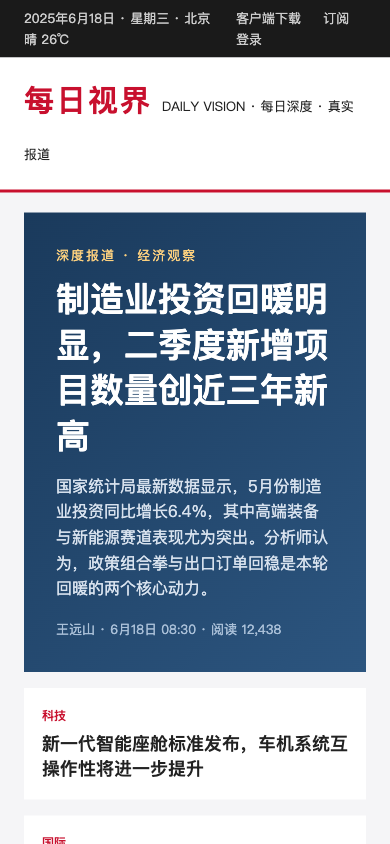 2025年6月18日 · 星期三 · 北京
晴 26℃
客户端下载 订阅
登录
每日视界 DAILY VISION · 每日深度 · 真实
报道
深度报道 · 经济观察
制造业投资回暖明
显，二季度新增项
目数量创近三年新
高
国家统计局最新数据显示，5月份制造
业投资同比增长6.4%，其中高端装备
与新能源赛道表现尤为突出。分析师认
为，政策组合拳与出口订单回稳是本轮
回暖的两个核心动力。
王远山 · 6月18日 08:30 · 阅读 12,438
科技
新一代智能座舱标准发布，车机系统互
操作性将进一步提升
国际